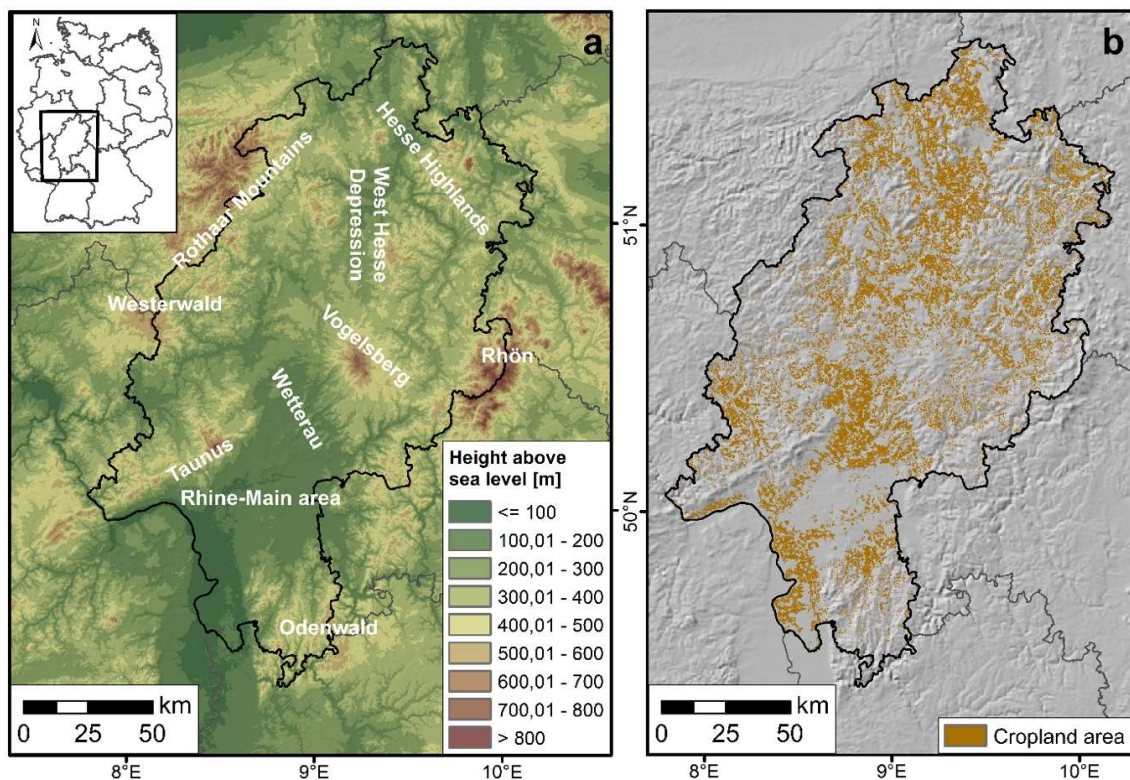 N
a
Rothaar Mountains
West Hesse
Depression
Hesse Highlands
Westerwald
Vogelsberg
Rhön
Wetterau
Taunus
Rhine-Main area
Odenwald
Height above
sea level [m]
<= 100
100,01 - 200
200,01 - 300
300,01 - 400
400,01 - 500
500,01 - 600
600,01 - 700
700,01 - 800
> 800
km
0 25 50
8°E 9°E 10°E
51°N
50°N
b
km
0 25 50
Cropland area
8°E 9°E 10°E